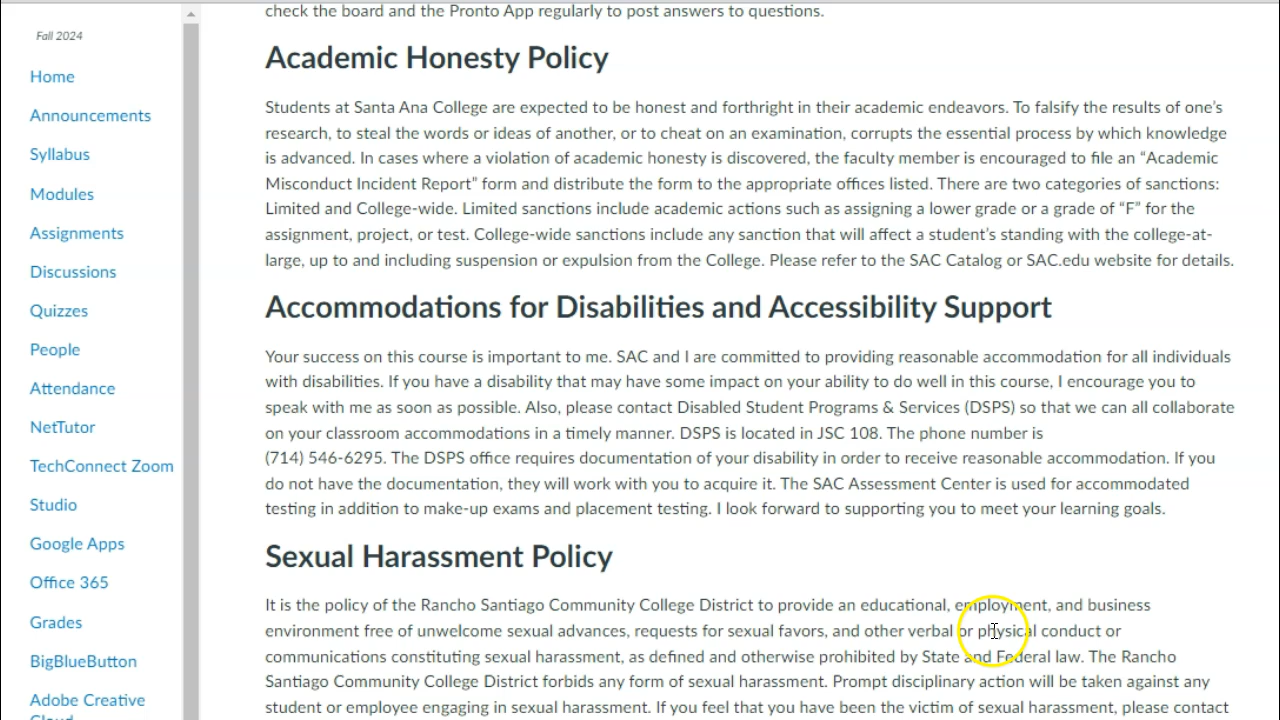 check the board and the Pronto App regularly to post answers to questions.
Fall 2024
Home
Announcements
Syllabus
Modules
Assignments
Discussions
Quizzes
People
Attendance
NetTutor
TechConnect Zoom
Studio
Google Apps
Office 365
Grades
BigBlueButton
Adobe Creative
Cloud
Academic Honesty Policy
Students at Santa Ana College are expected to be honest and forthright in their academic endeavors. To falsify the results of one’s
research, to steal the words or ideas of another, or to cheat on an examination, corrupts the essential process by which knowledge
is advanced. In cases where a violation of academic honesty is discovered, the faculty member is encouraged to file an “Academic
Misconduct Incident Report” form and distribute the form to the appropriate offices listed. There are two categories of sanctions:
Limited and College-wide. Limited sanctions include academic actions such as assigning a lower grade or a grade of “F” for the
assignment, project, or test. College-wide sanctions include any sanction that will affect a student’s standing with the college-at-
large, up to and including suspension or expulsion from the College. Please refer to the SAC Catalog or SAC.edu website for details.
Accommodations for Disabilities and Accessibility Support
Your success on this course is important to me. SAC and I are committed to providing reasonable accommodation for all individuals
with disabilities. If you have a disability that may have some impact on your ability to do well in this course, I encourage you to
speak with me as soon as possible. Also, please contact Disabled Student Programs & Services (DSPS) so that we can all collaborate
on your classroom accommodations in a timely manner. DSPS is located in JSC 108. The phone number is
(714) 546-6295. The DSPS office requires documentation of your disability in order to receive reasonable accommodation. If you
do not have the documentation, they will work with you to acquire it. The SAC Assessment Center is used for accommodated
testing in addition to make-up exams and placement testing. I look forward to supporting you to meet your learning goals.
Sexual Harassment Policy
It is the policy of the Rancho Santiago Community College District to provide an educational, employment, and business
environment free of unwelcome sexual advances, requests for sexual favors, and other verbal or physical conduct or
communications constituting sexual harassment, as defined and otherwise prohibited by State and Federal law. The Rancho
Santiago Community College District forbids any form of sexual harassment. Prompt disciplinary action will be taken against any
student or employee engaging in sexual harassment. If you feel that you have been the victim of sexual harassment, please contact